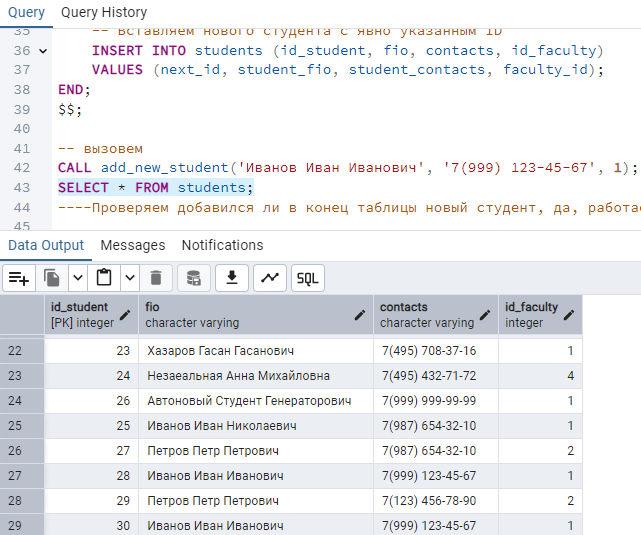 Query Query History
35 -- Вставляем нового студента с явно указанным ID
36 INSERT INTO students (id_student, fio, contacts, id_faculty)
37 VALUES (next_id, student_fio, student_contacts, faculty_id);
38 END;
39 $$;
40
41 -- вызовем
42 CALL add_new_student('Иванов Иван Иванович', '7(999) 123-45-67', 1);
43 SELECT * FROM students;
44 ----Проверяем добавился ли в конец таблицы новый студент, да, работае
45
Data Output Messages Notifications
SQL
id_student fio contacts id_faculty
[PK] integer character varying character varying integer
22 23 Хазаров Гасан Гасанович 7(495) 708-37-16 1
23 24 Незаеальная Анна Михайловна 7(495) 432-71-72 4
24 26 Автоновый Студент Генераторович 7(999) 999-99-99 1
25 25 Иванов Иван Николаевич 7(987) 654-32-10 1
26 27 Петров Петр Петрович 7(987) 654-32-10 2
27 28 Иванов Иван Иванович 7(999) 123-45-67 1
28 29 Петров Петр Петрович 7(123) 456-78-90 2
29 30 Иванов Иван Иванович 7(999) 123-45-67 1